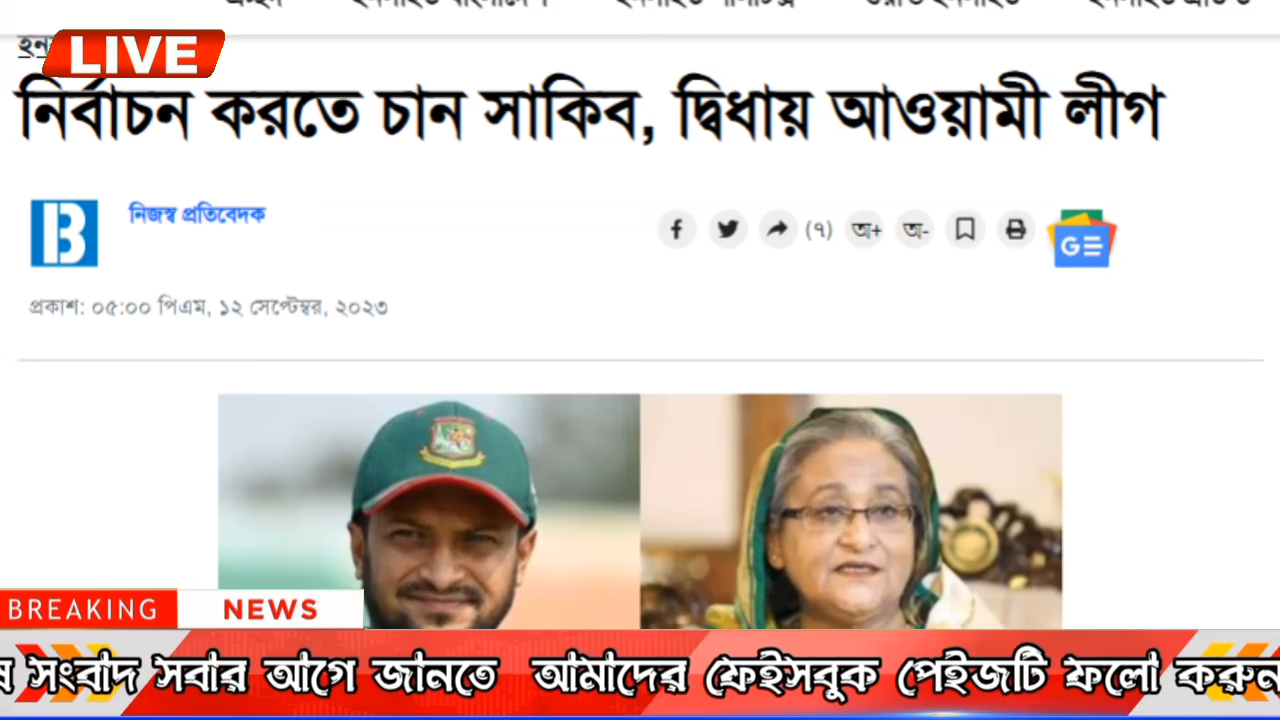 LIVE
নির্বাচন করতে চান সাকিব, দ্বিধায় আওয়ামী লীগ
নিজস্ব প্রতিবেদক
(৭) অ+ অ-
প্রকাশ: ০৫:০০ পিএম, ১২ সেপ্টেম্বর, ২০২৩
BREAKING NEWS
সংবাদ সবার আগে জানতে আমাদের ফেইসবুক পেইজটি ফলো করুন